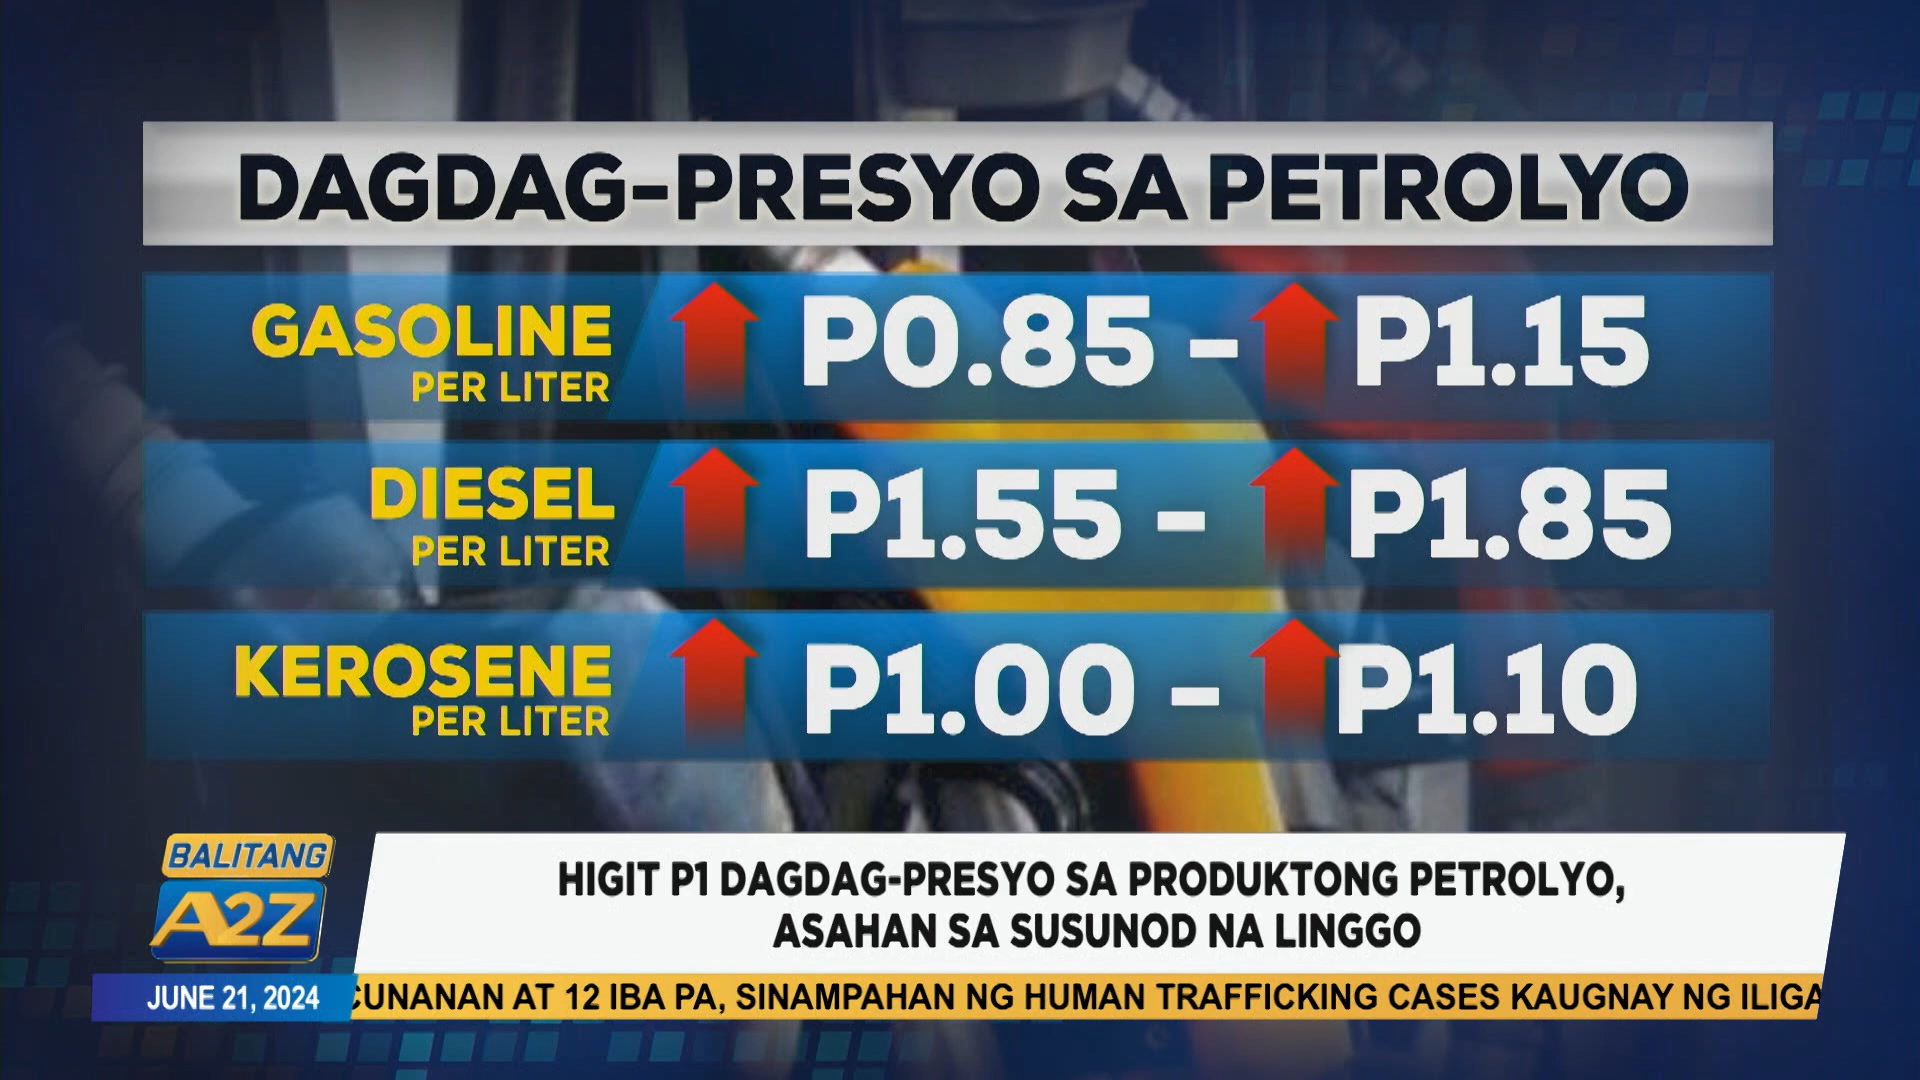 DAGDAG-PRESYO SA PETROLYO
GASOLINE
PER LITER
P0.85 - P1.15
DIESEL
PER LITER
P1.55 - P1.85
KEROSENE
PER LITER
P1.00 - P1.10
BALITANG
A2Z
HIGIT P1 DAGDAG-PRESYO SA PRODUKTONG PETROLYO,
ASAHAN SA SUSUNOD NA LINGGO
JUNE 21, 2024
CUNANAN AT 12 IBA PA, SINAMPAHAN NG HUMAN TRAFFICKING CASES KAUGNAY NG ILIGA